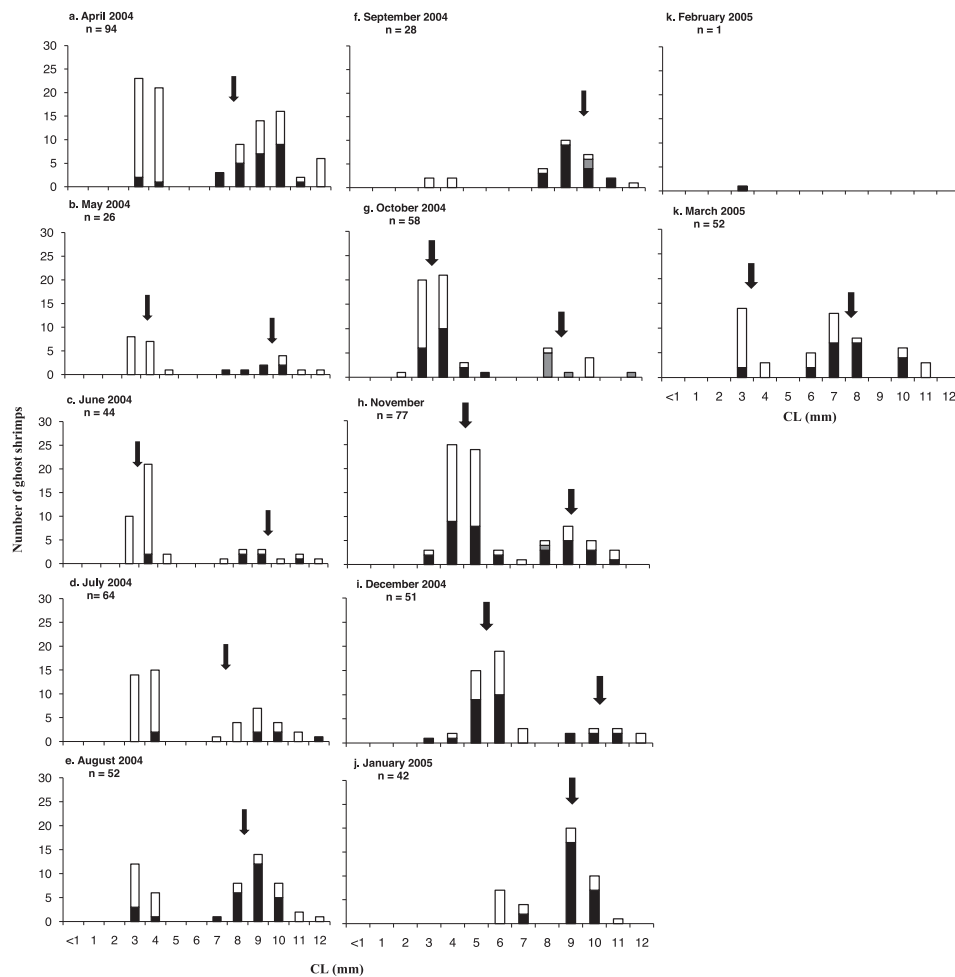 a. April 2004
n = 94
30
25
20
15
10
5
0
b. May 2004
n = 26
30
25
20
15
10
5
0
c. June 2004
n = 44
30
25
20
15
10
5
0
d. July 2004
n = 64
30
25
20
15
10
5
0
e. August 2004
n = 52
30
25
20
15
10
5
0
<1 1 2 3 4 5 6 7 8 9 10 11 12
CL (mm)
Number of ghost shrimps
f. September 2004
n = 28
g. October 2004
n = 58
h. November
n = 77
i. December 2004
n = 51
j. January 2005
n = 42
<1 1 2 3 4 5 6 7 8 9 10 11 12
k. February 2005
n = 1
k. March 2005
n = 52
<1 1 2 3 4 5 6 7 8 9 10 11 12
CL (mm)